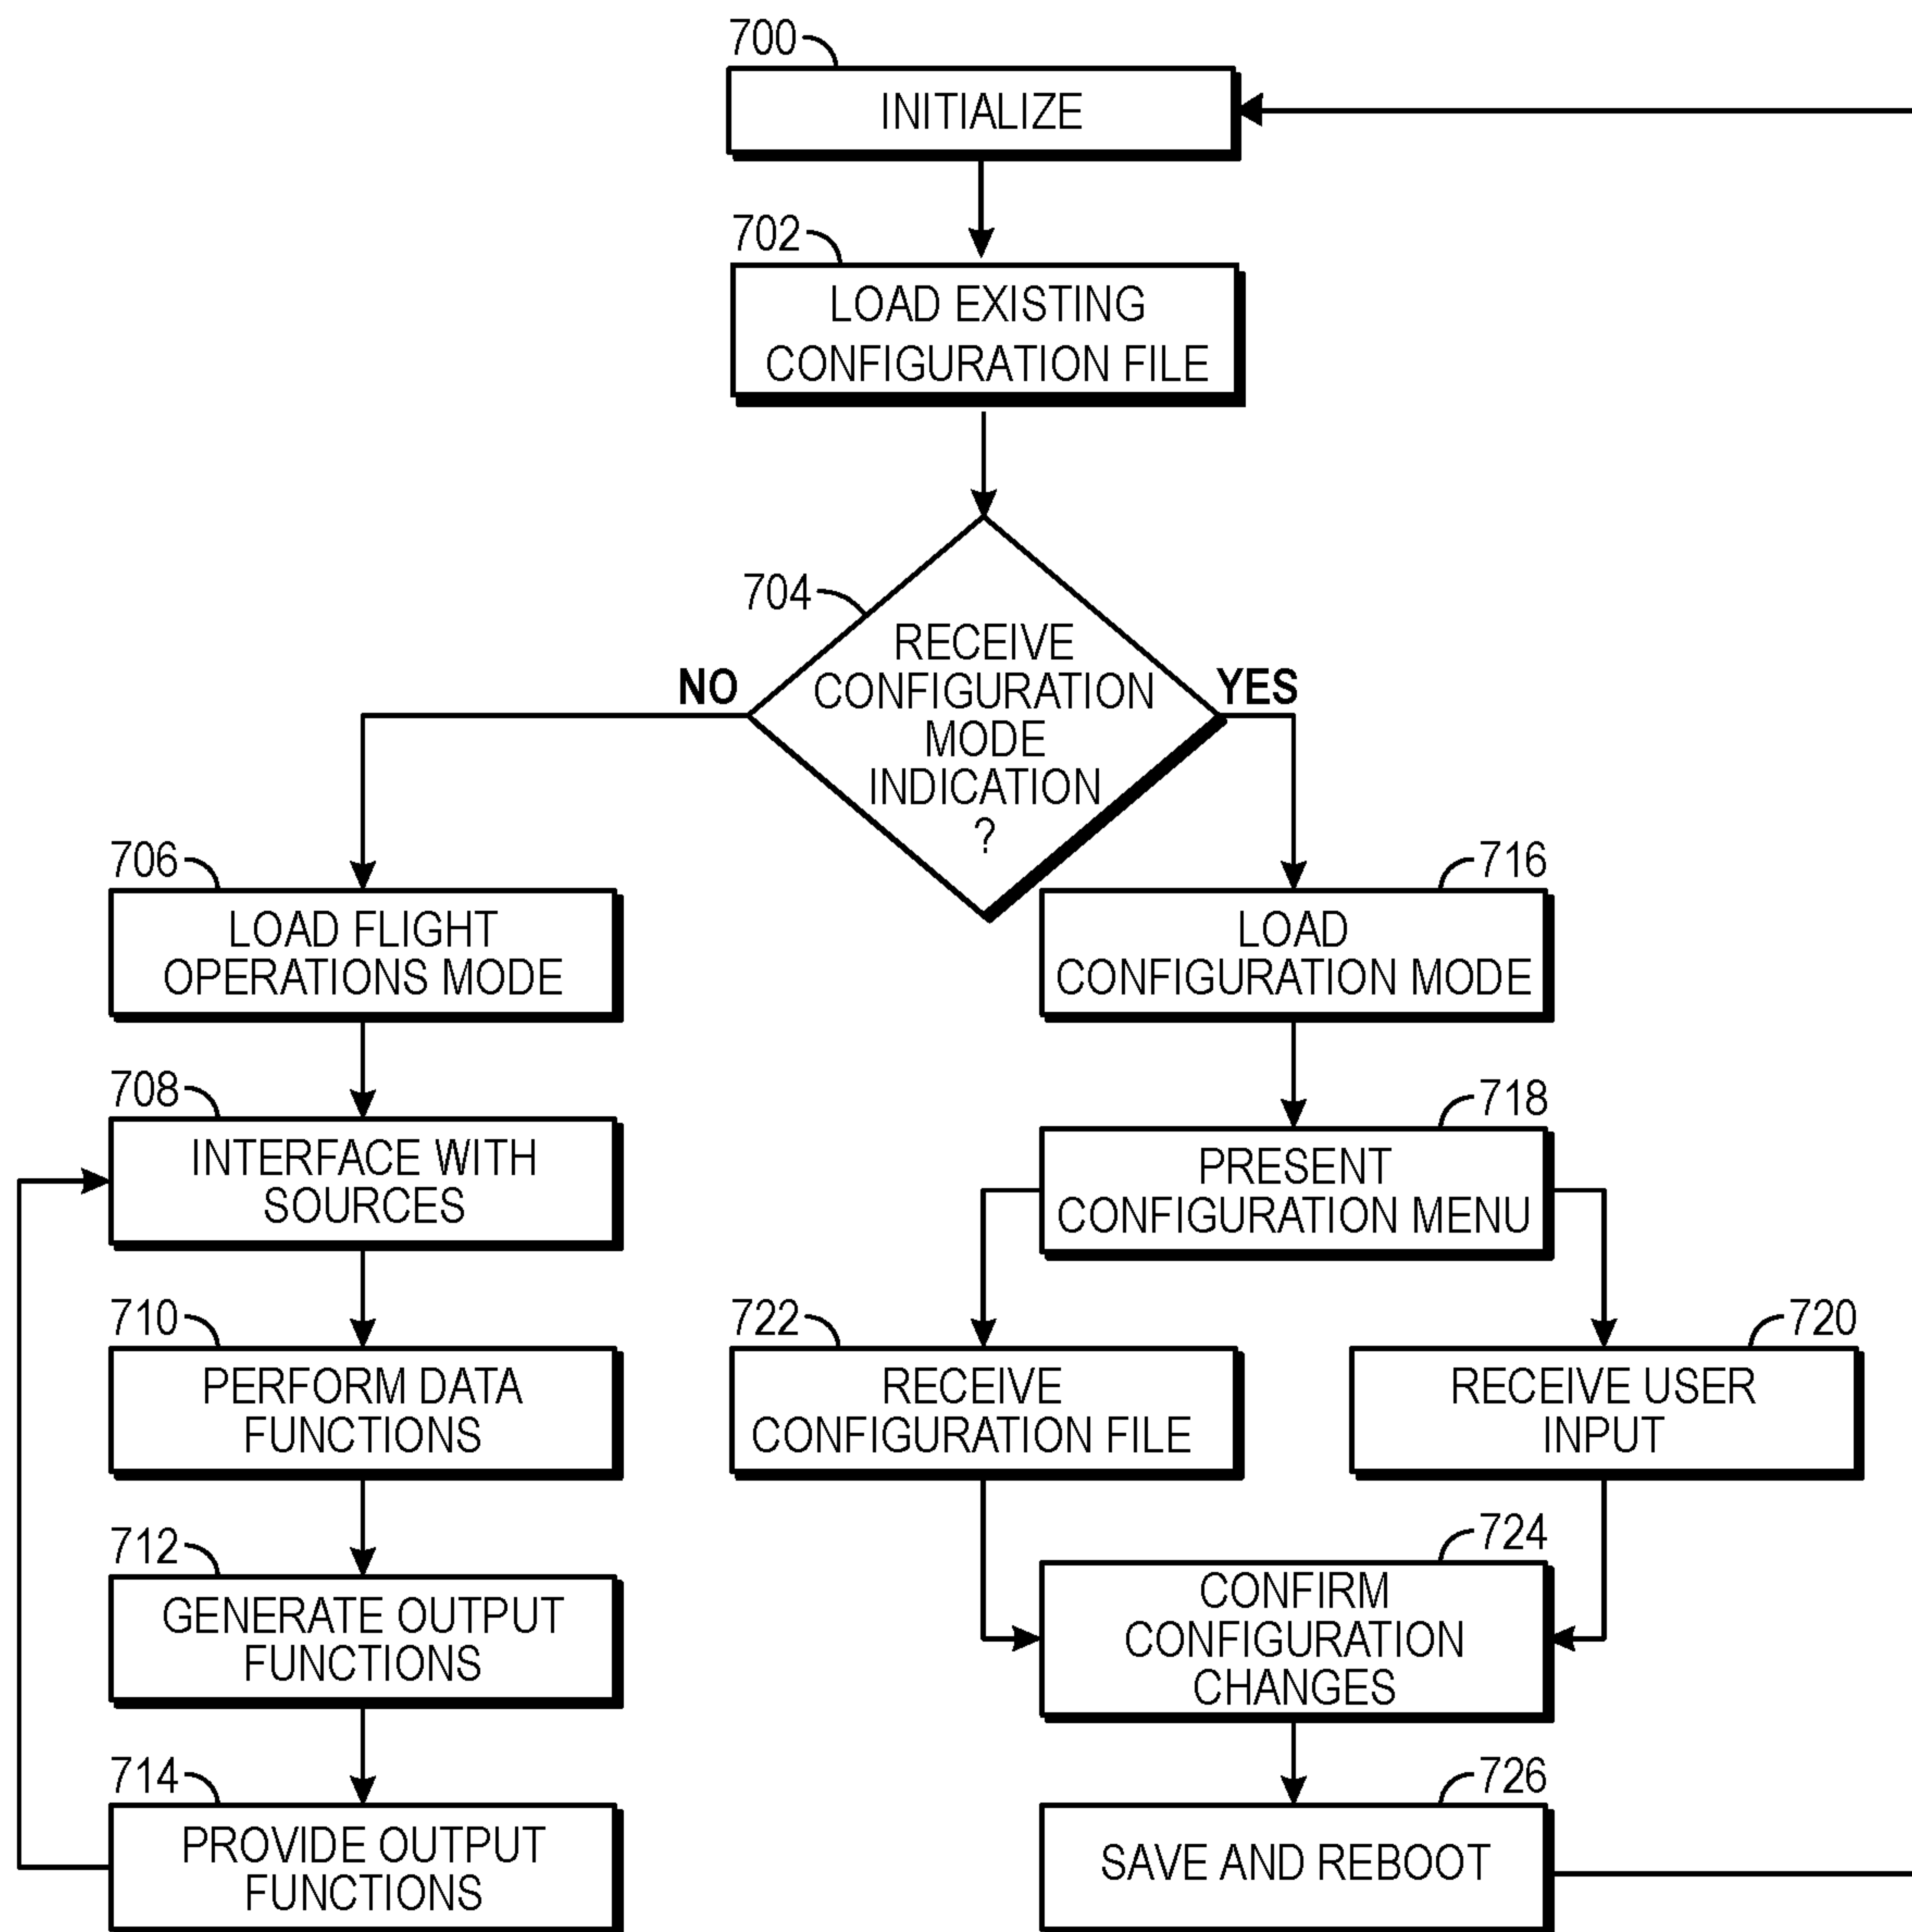 700
INITIALIZE
702
LOAD EXISTING
CONFIGURATION FILE
704
RECEIVE
CONFIGURATION
MODE
INDICATION
?
NO
YES
706
LOAD FLIGHT
OPERATIONS MODE
708
INTERFACE WITH
SOURCES
710
PERFORM DATA
FUNCTIONS
712
GENERATE OUTPUT
FUNCTIONS
714
PROVIDE OUTPUT
FUNCTIONS
716
LOAD
CONFIGURATION MODE
718
PRESENT
CONFIGURATION MENU
722
RECEIVE
CONFIGURATION FILE
720
RECEIVE USER
INPUT
724
CONFIRM
CONFIGURATION
CHANGES
726
SAVE AND REBOOT